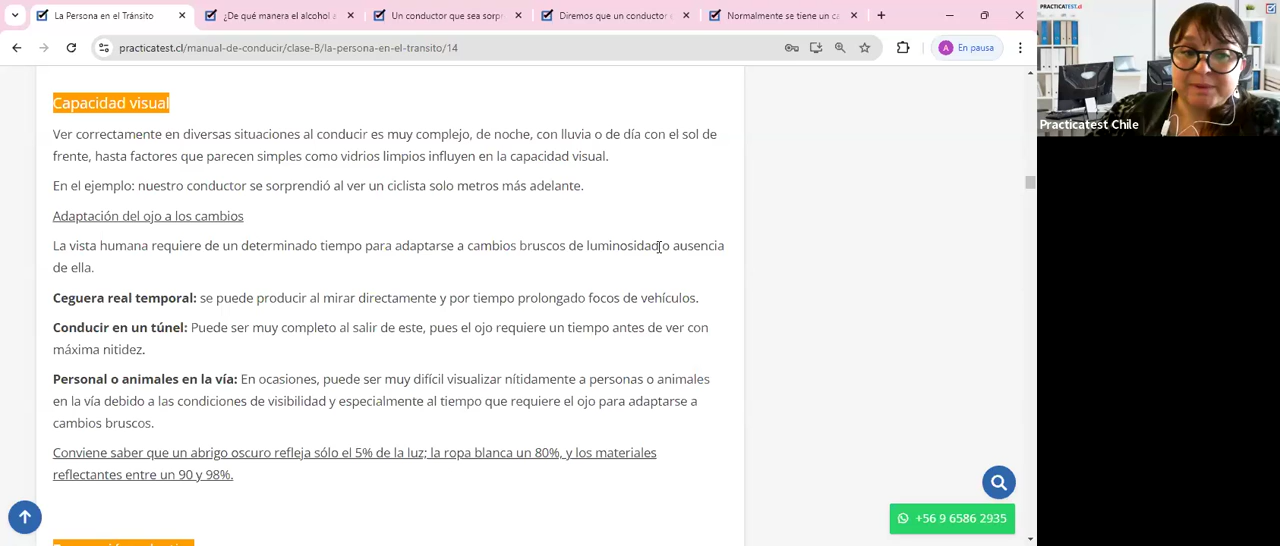 La Persona en el Tránsito
¿De qué manera el alcohol a
Un conductor que sea sorpr
Diremos que un conductor e
Normalmente se tiene un ca
practicatest.cl/manual-de-conducir/clase-B/la-persona-en-el-transito/14
A En pausa
PRACTICATEST.cl
Practicatest Chile
Capacidad visual
Ver correctamente en diversas situaciones al conducir es muy complejo, de noche, con lluvia o de día con el sol de
frente, hasta factores que parecen simples como vidrios limpios influyen en la capacidad visual.
En el ejemplo: nuestro conductor se sorprendió al ver un ciclista solo metros más adelante.
Adaptación del ojo a los cambios
La vista humana requiere de un determinado tiempo para adaptarse a cambios bruscos de luminosidad o ausencia
de ella.
Ceguera real temporal: se puede producir al mirar directamente y por tiempo prolongado focos de vehículos.
Conducir en un túnel: Puede ser muy completo al salir de este, pues el ojo requiere un tiempo antes de ver con
máxima nitidez.
Personal o animales en la vía: En ocasiones, puede ser muy difícil visualizar nítidamente a personas o animales
en la vía debido a las condiciones de visibilidad y especialmente al tiempo que requiere el ojo para adaptarse a
cambios bruscos.
Conviene saber que un abrigo oscuro refleja sólo el 5% de la luz; la ropa blanca un 80%, y los materiales
reflectantes entre un 90 y 98%.
+56 9 6586 2935